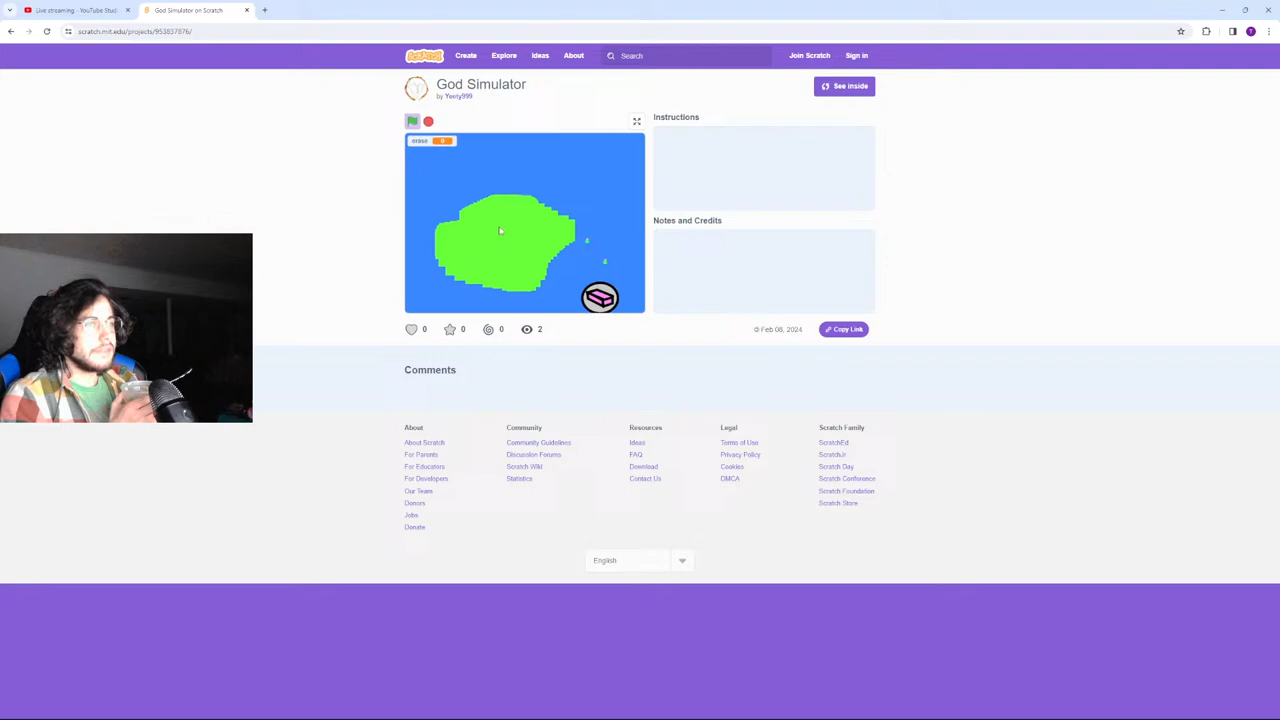 Live streaming - YouTube Stud
God Simulator on Scratch
scratch.mit.edu/projects/953837876/
T
SCRATCH
Create
Explore
Ideas
About
Search
Join Scratch
Sign in
God Simulator
by Yeety999
See inside
Instructions
erase 0
Notes and Credits
0
0
0
2
© Feb 08, 2024
Copy Link
Comments
About
Community
Resources
Legal
Scratch Family
About Scratch
Community Guidelines
Ideas
Terms of Use
ScratchEd
For Parents
Discussion Forums
FAQ
Privacy Policy
ScratchJr
For Educators
Scratch Wiki
Download
Cookies
Scratch Day
For Developers
Statistics
Contact Us
DMCA
Scratch Conference
Our Team
Scratch Foundation
Donors
Scratch Store
Jobs
Donate
English